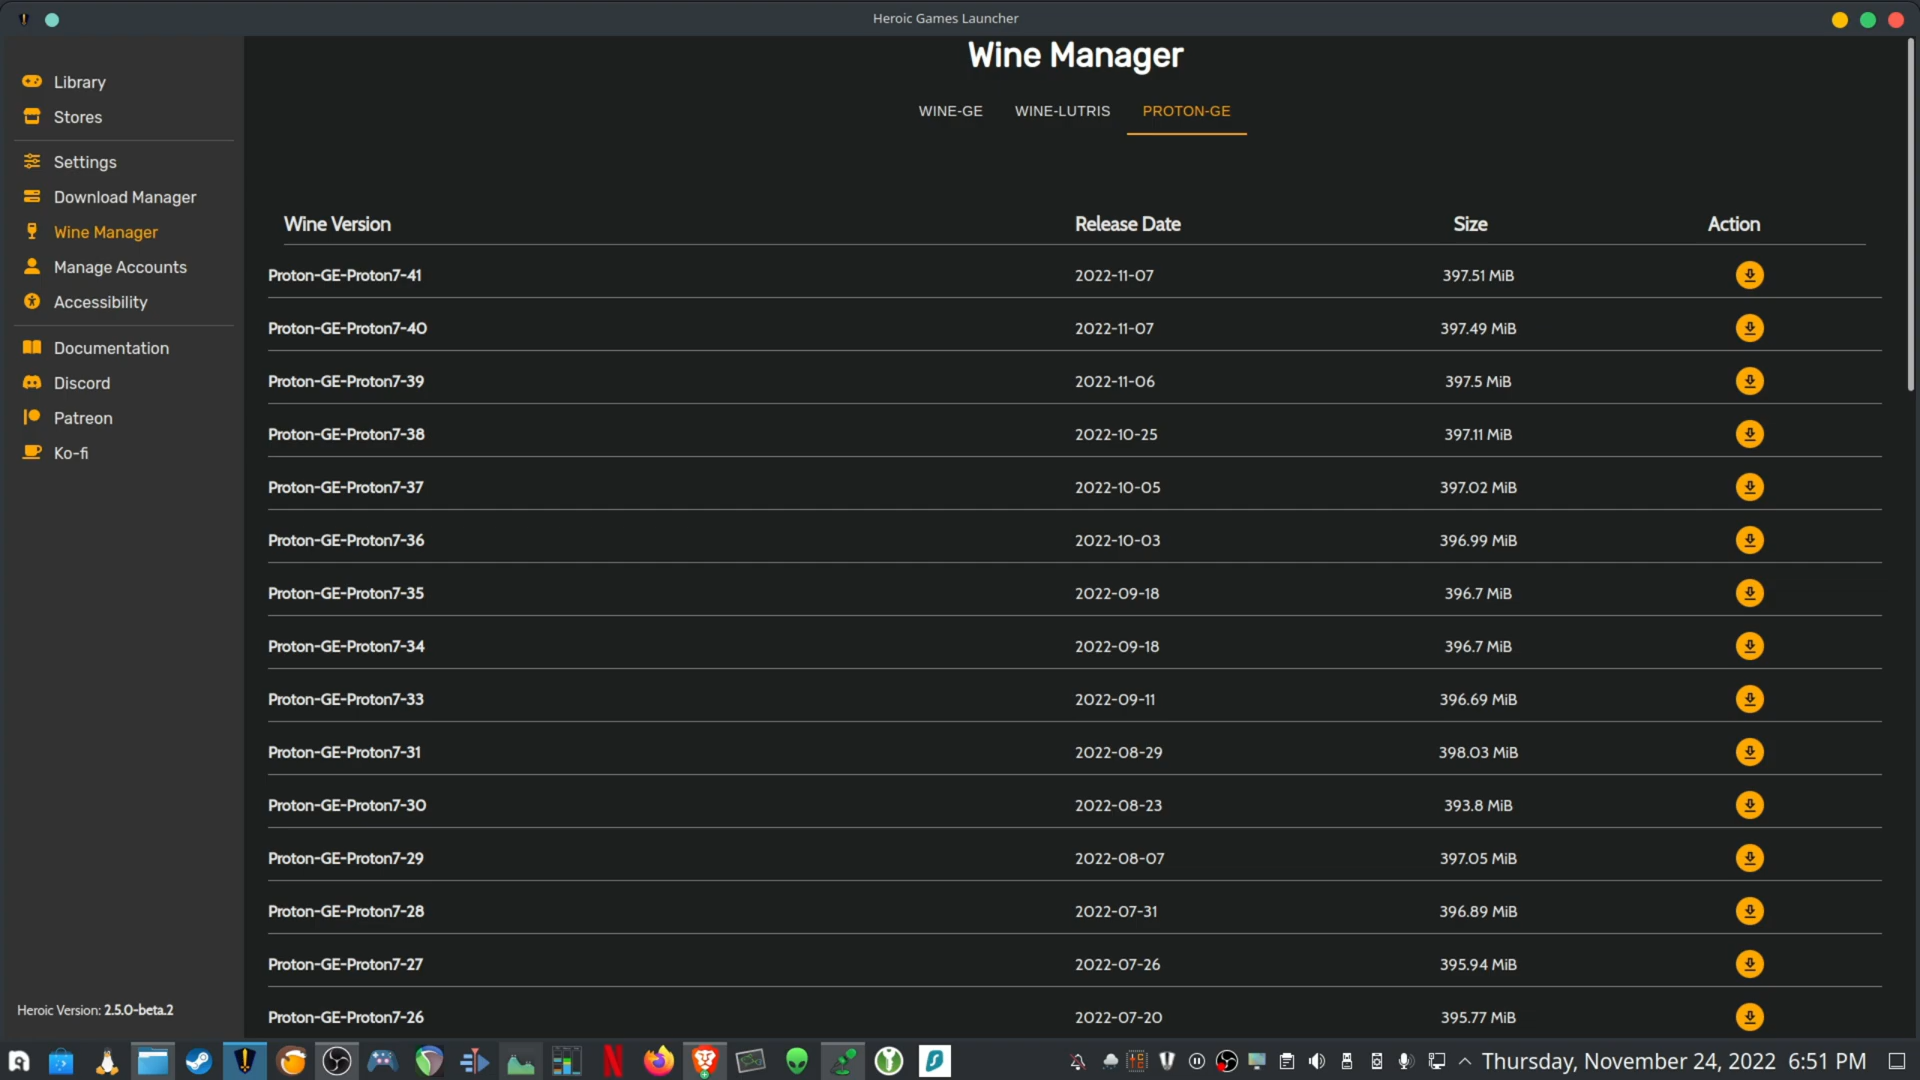 Heroic Games Launcher
Library
Stores
Settings
Download Manager
Wine Manager
Manage Accounts
Accessibility
Documentation
Discord
Patreon
Ko-fi
Heroic Version: 2.5.0-beta.2
Wine Manager
WINE-GE WINE-LUTRIS PROTON-GE
Wine Version Release Date Size Action
Proton-GE-Proton7-41 2022-11-07 397.51 MiB
Proton-GE-Proton7-40 2022-11-07 397.49 MiB
Proton-GE-Proton7-39 2022-11-06 397.5 MiB
Proton-GE-Proton7-38 2022-10-25 397.11 MiB
Proton-GE-Proton7-37 2022-10-05 397.02 MiB
Proton-GE-Proton7-36 2022-10-03 396.99 MiB
Proton-GE-Proton7-35 2022-09-18 396.7 MiB
Proton-GE-Proton7-34 2022-09-18 396.7 MiB
Proton-GE-Proton7-33 2022-09-11 396.69 MiB
Proton-GE-Proton7-31 2022-08-29 398.03 MiB
Proton-GE-Proton7-30 2022-08-23 393.8 MiB
Proton-GE-Proton7-29 2022-08-07 397.05 MiB
Proton-GE-Proton7-28 2022-07-31 396.89 MiB
Proton-GE-Proton7-27 2022-07-26 395.94 MiB
Proton-GE-Proton7-26 2022-07-20 395.77 MiB
Thursday, November 24, 2022 6:51 PM